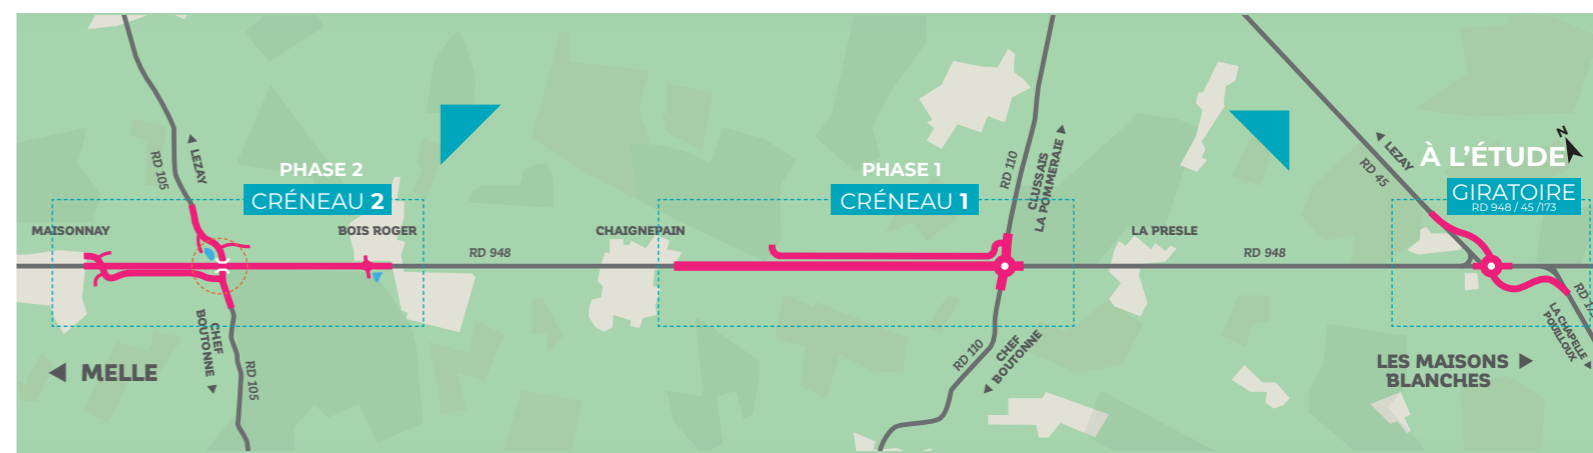 RD 105
◀ LEZAY
PHASE 2
CRÉNEAU 2
MAISONNAY
BOIS ROGER
RD 948
CHEF
BOUTONNE ▶
RD 105
◀ MELLE
CHAIGNEPAIN
PHASE 1
CRÉNEAU 1
RD 110
CLUSSAIS
LA POMMERAIE ▶
RD 110
CHEF
◀ BOUTONNE
LA PRESLE
RD 948
◀ LEZAY
RD 45
N
À L’ÉTUDE
GIRATOIRE
RD 948 / 45 /173
LA CHAPELLE
POUILLOUX
LES MAISONS ▶
BLANCHES